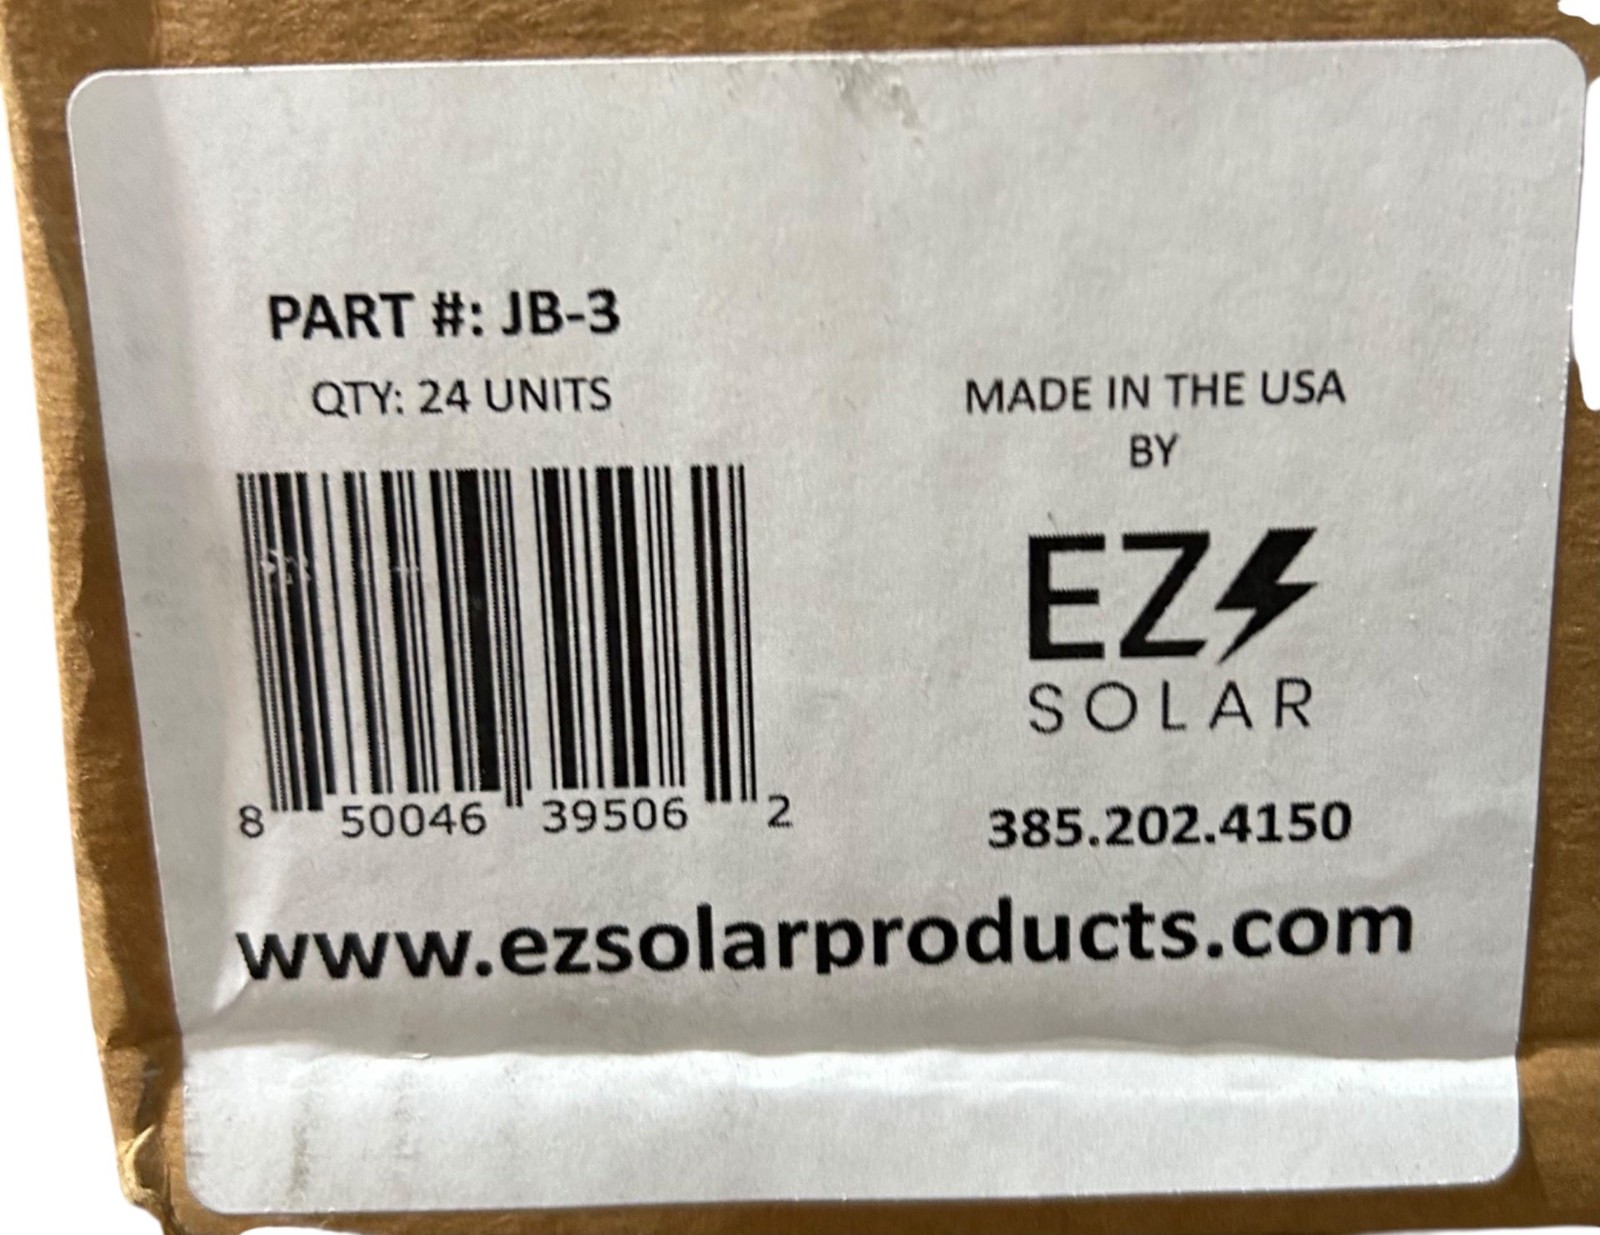 PART #: JB-3
QTY: 24 UNITS
8 50046 39506 2
MADE IN THE USA
BY
EZ
SOLAR
385.202.4150
www.ezsolarproducts.com